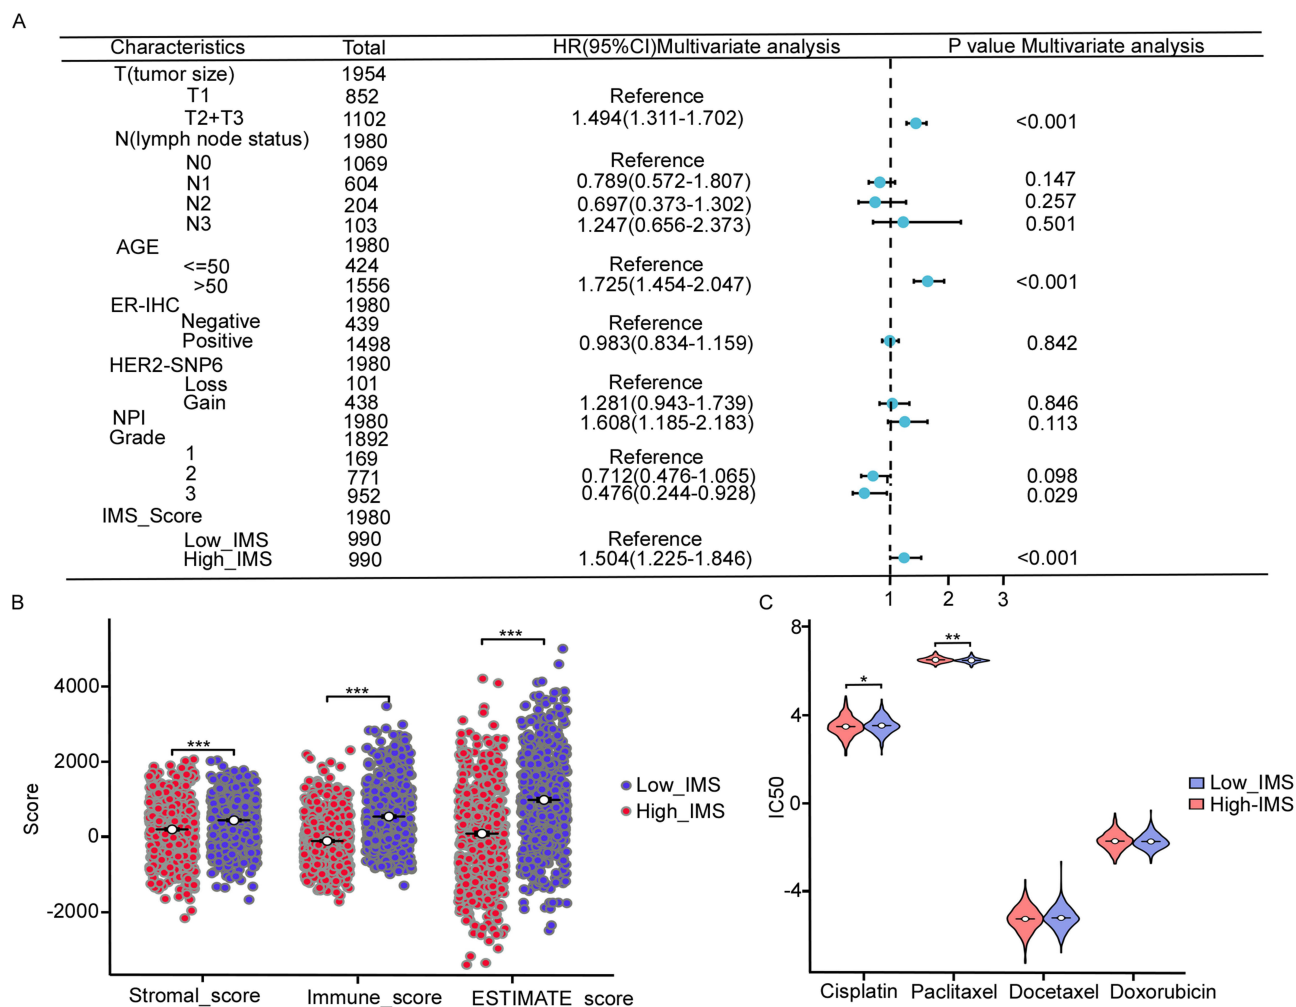 A
Characteristics Total HR(95%CI)Multivariate analysis P value Multivariate analysis
T(tumor size) 1954
T1 852 Reference
T2+T3 1102 1.494(1.311-1.702) <0.001
N(lymph node status) 1980
N0 1069 Reference
N1 604 0.789(0.572-1.807) 0.147
N2 204 0.697(0.373-1.302) 0.257
N3 103 1.247(0.656-2.373) 0.501
AGE 1980
<=50 424 Reference
>50 1556 1.725(1.454-2.047) <0.001
ER-IHC 1980
Negative 439 Reference
Positive 1498 0.983(0.834-1.159) 0.842
HER2-SNP6 1980
Loss 101 Reference
Gain 438 1.281(0.943-1.739) 0.846
NPI 1980 1.608(1.185-2.183) 0.113
Grade 1892
1 169 Reference
2 771 0.712(0.476-1.065) 0.098
3 952 0.476(0.244-0.928) 0.029
IMS_Score 1980
Low_IMS 990 Reference
High_IMS 990 1.504(1.225-1.846) <0.001
1 2 3
B
Score
4000
2000
0
-2000
***
***
***
Low_IMS
High_IMS
Stromal_score Immune_score ESTIMATE_score
C
IC50
8
4
0
-4
*
**
Low_IMS
High-IMS
Cisplatin Paclitaxel Docetaxel Doxorubicin